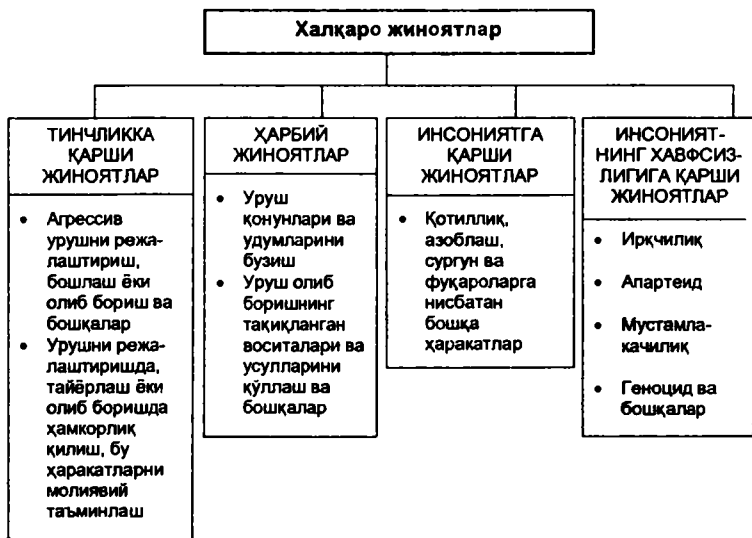 Халқаро жиноятлар
ТИНЧЛИККА
ҚАРШИ
ЖИНОЯТЛАР
• Агрессив
урушни режа-
лаштириш,
бошлаш ёки
олиб бориш ва
бошқалар
• Урушни режа-
лаштиришда,
тайёрлаш ёки
олиб боришда
ҳамкорлик
қилиш, бу
ҳаракатларни
молиявий
таъминлаш
ҲАРБИЙ
ЖИНОЯТЛАР
• Уруш
қонунлари ва
удумларини
бузиш
• Уруш олиб
боришнинг
тақиқланган
воситалари ва
усулларини
қўллаш ва
бошқалар
ИНСОНИЯТГА
ҚАРШИ
ЖИНОЯТЛАР
• Қотиллик,
азоблаш,
сургун ва
фуқароларга
нисбатан
бошқа
ҳаракатлар
ИНСОНИЯТ-
НИНГ ХАВФСИЗ-
ЛИГИГА ҚАРШИ
ЖИНОЯТЛАР
• Ирқчилик
• Апартеид
• Мустамла-
качилик
• Геноцид ва
бошқалар